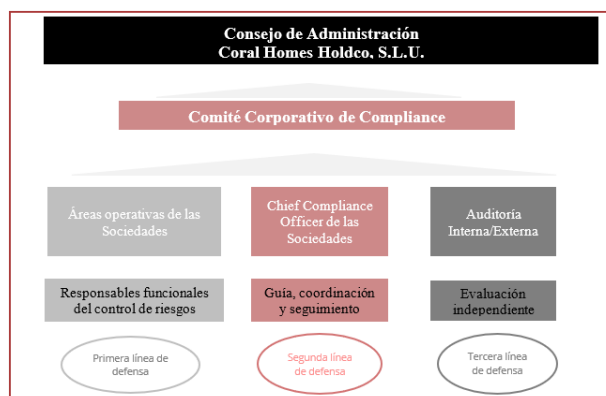 Consejo de Administración
Coral Homes Holdco, S.L.U.
Comité Corporativo de Compliance
Áreas operativas de las
Sociedades
Chief Compliance
Officer de las
Sociedades
Auditoría
Interna/Externa
Responsables funcionales
del control de riesgos
Guía, coordinación
y seguimiento
Evaluación
independiente
Primera línea de
defensa
Segunda línea
de defensa
Tercera línea
de defensa